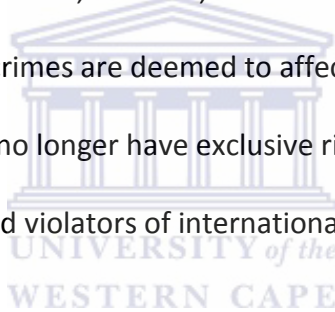 rimes are deemed to affec
no longer have exclusive ri
d violators of internationa
UNIVERSITY of the
WESTERN CAPE